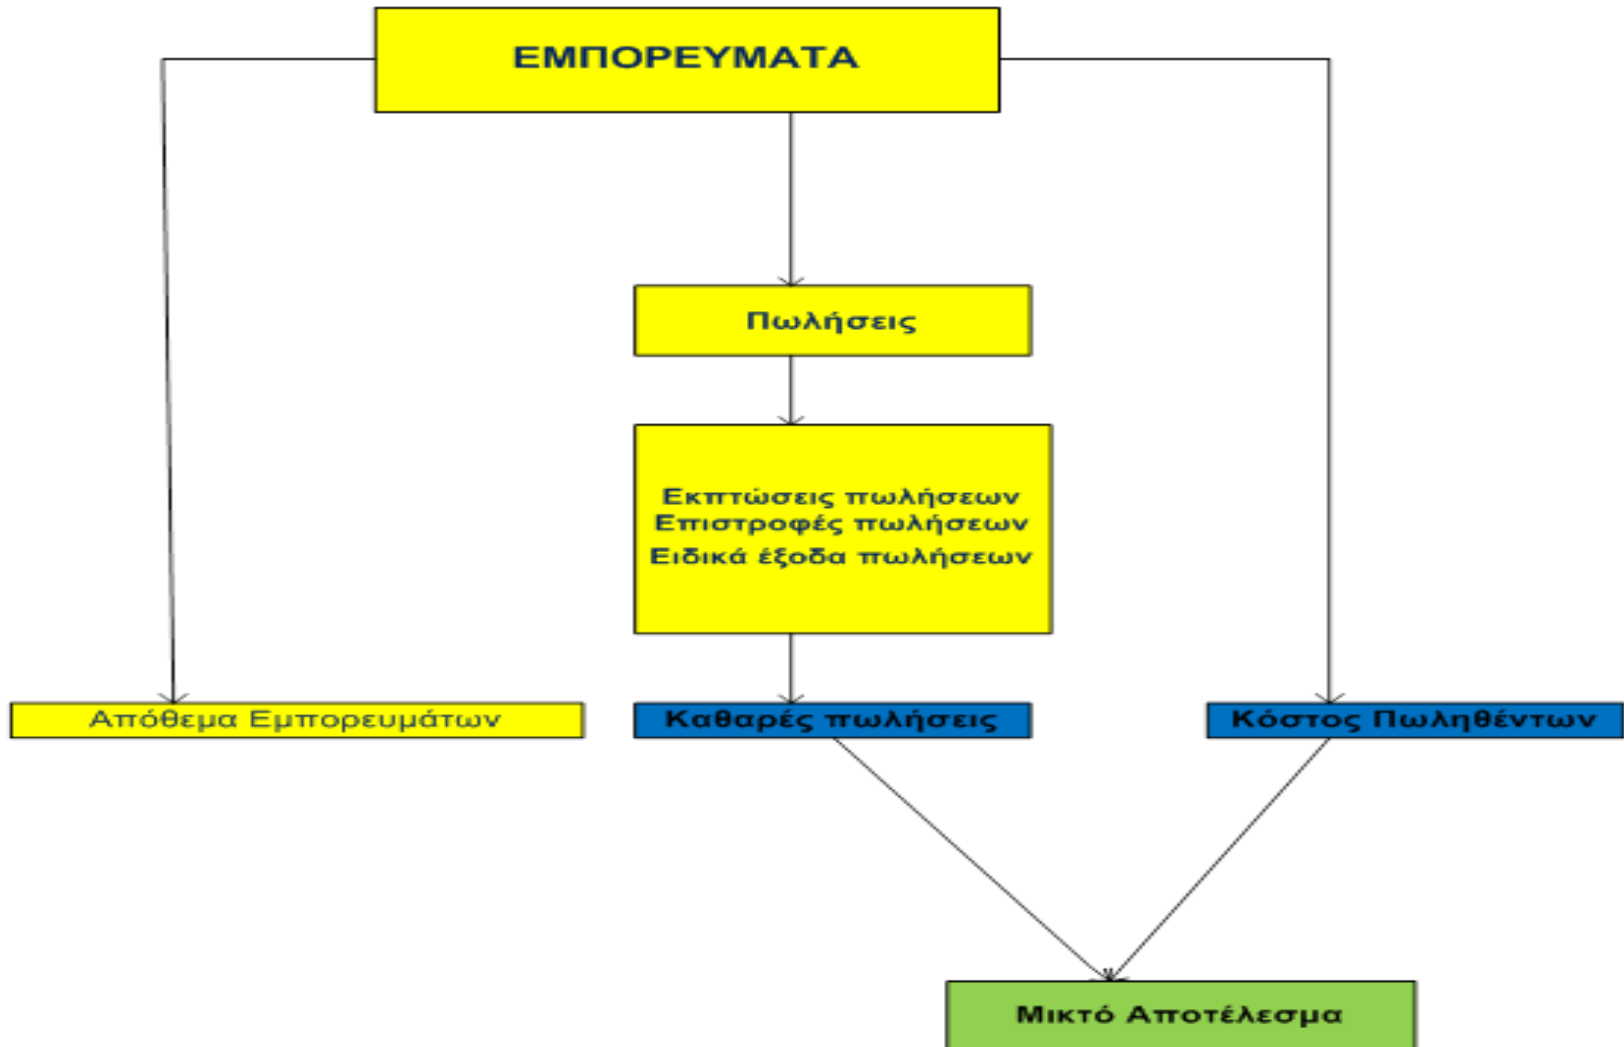 ΕΜΠΟΡΕΥΜΑΤΑ
Πωλήσεις
Εκπτώσεις πωλήσεων
Επιστροφές πωλήσεων
Ειδικά έξοδα πωλήσεων
Απόθεμα Εμπορευμάτων
Καθαρές πωλήσεις
Κόστος Πωληθέντων
Μικτό Αποτέλεσμα